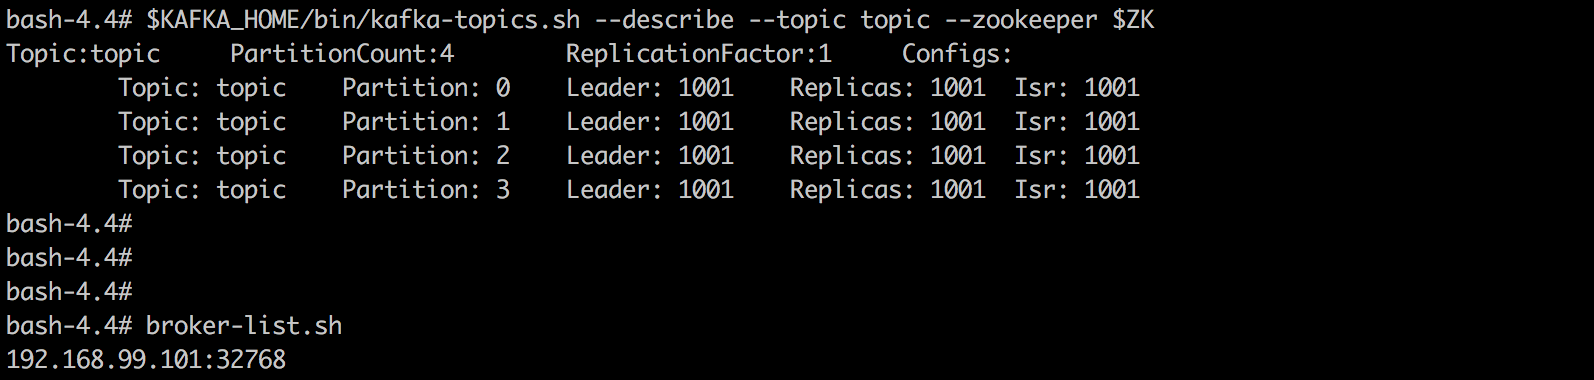 bash-4.4# $KAFKA_HOME/bin/kafka-topics.sh --describe --topic topic --zookeeper $ZK
Topic:topic     PartitionCount:4        ReplicationFactor:1     Configs:
        Topic: topic    Partition: 0    Leader: 1001    Replicas: 1001  Isr: 1001
        Topic: topic    Partition: 1    Leader: 1001    Replicas: 1001  Isr: 1001
        Topic: topic    Partition: 2    Leader: 1001    Replicas: 1001  Isr: 1001
        Topic: topic    Partition: 3    Leader: 1001    Replicas: 1001  Isr: 1001
bash-4.4#
bash-4.4#
bash-4.4#
bash-4.4# broker-list.sh
192.168.99.101:32768